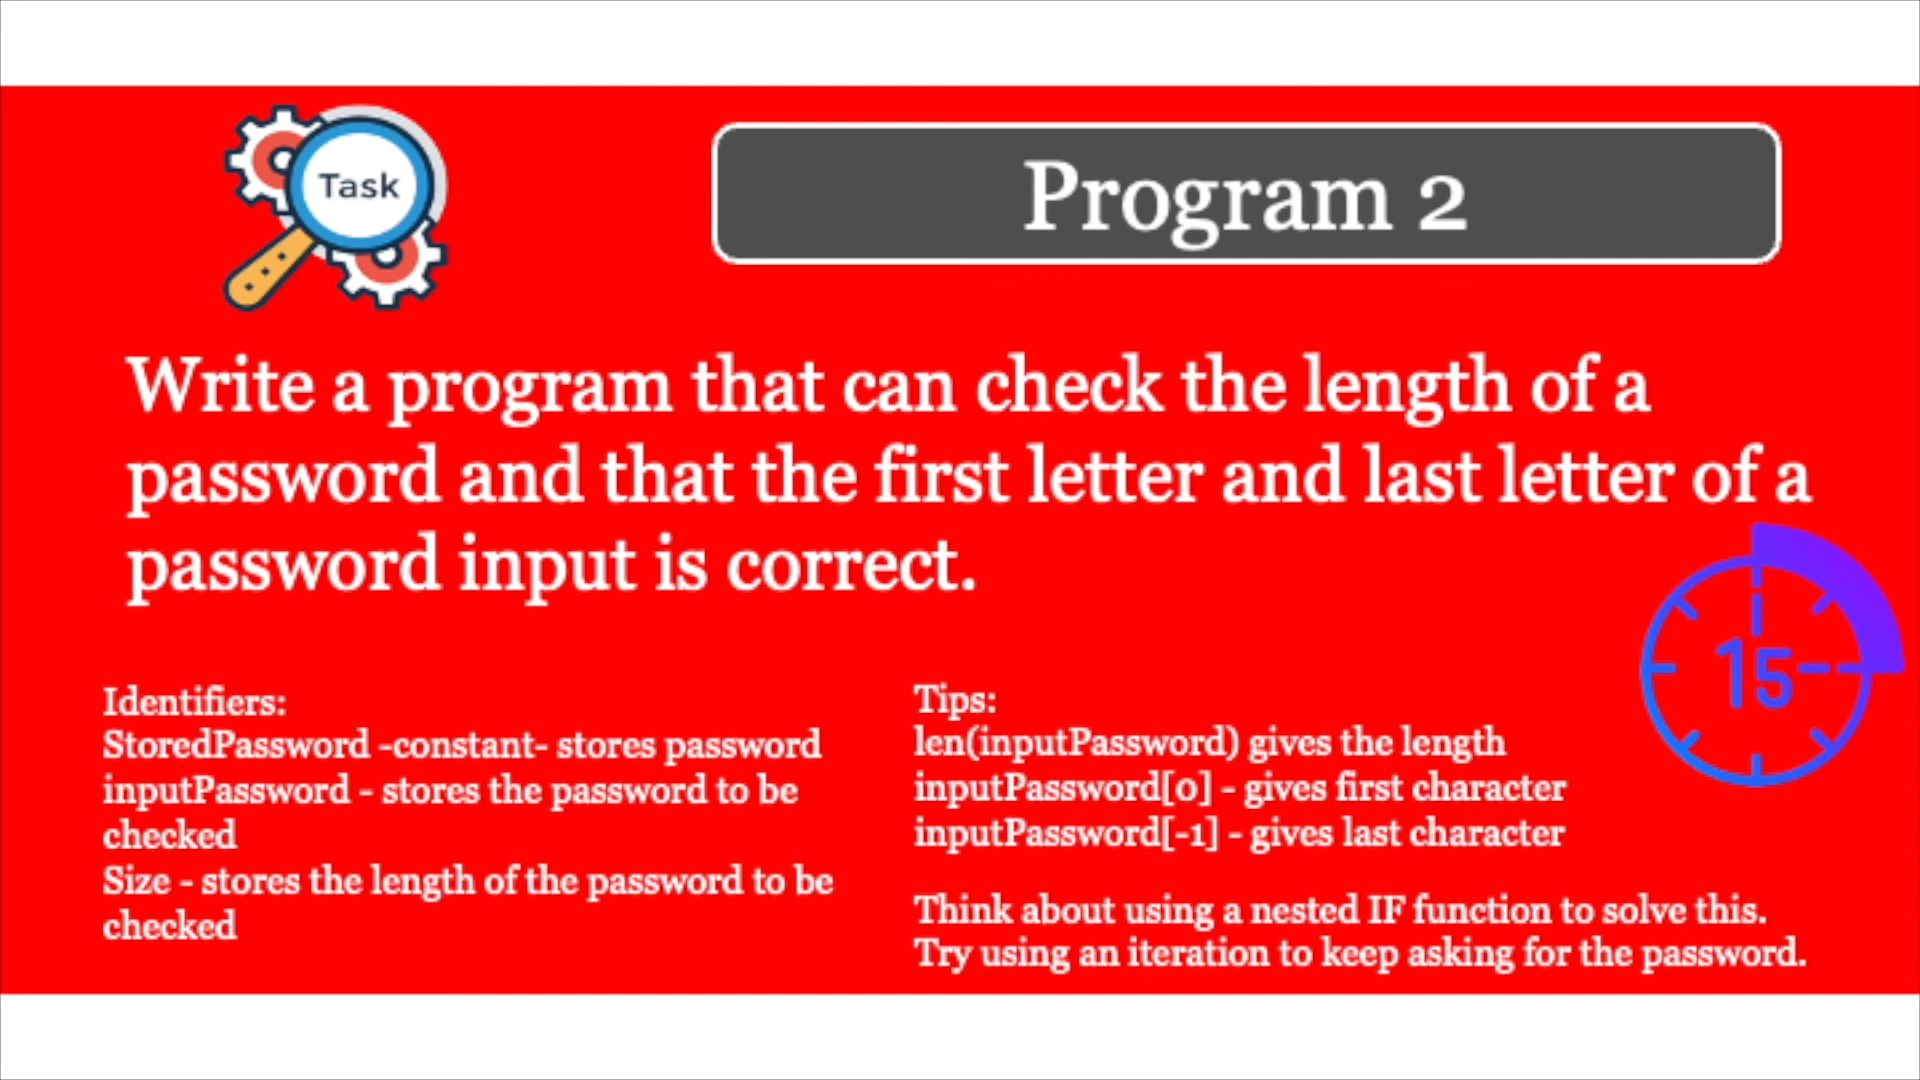 Task
Program 2
Write a program that can check the length of a
password and that the first letter and last letter of a
password input is correct.
15
Identifiers:
StoredPassword -constant- stores password
inputPassword - stores the password to be
checked
Size - stores the length of the password to be
checked
Tips:
len(inputPassword) gives the length
inputPassword[0] - gives first character
inputPassword[-1] - gives last character
Think about using a nested IF function to solve this.
Try using an iteration to keep asking for the password.